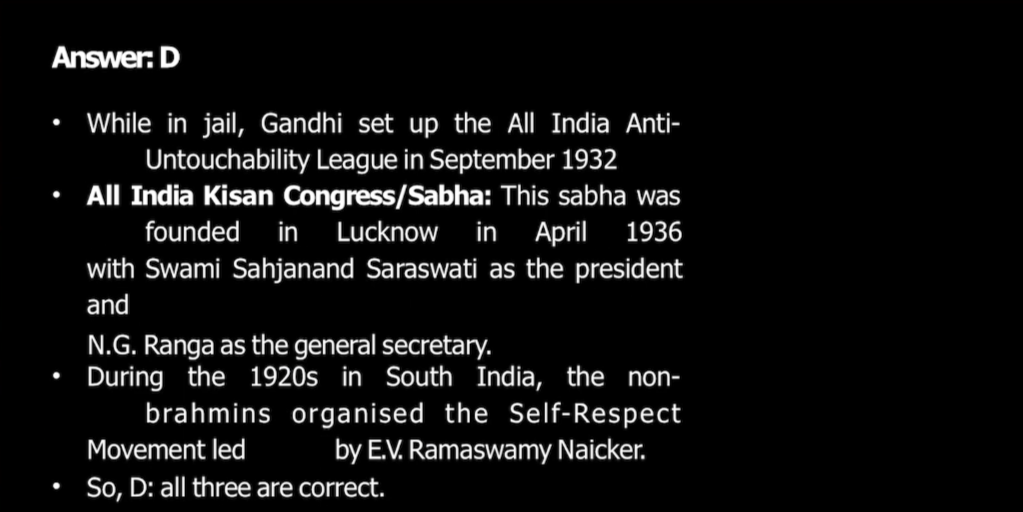 Answer: D
• While in jail, Gandhi set up the All India Anti-
Untouchability League in September 1932
• All India Kisan Congress/Sabha: This sabha was
founded in Lucknow in April 1936
with Swami Sahjanand Saraswati as the president
and
N.G. Ranga as the general secretary.
• During the 1920s in South India, the non-
brahmins organised the Self-Respect
Movement led by E.V. Ramaswamy Naicker.
• So, D: all three are correct.